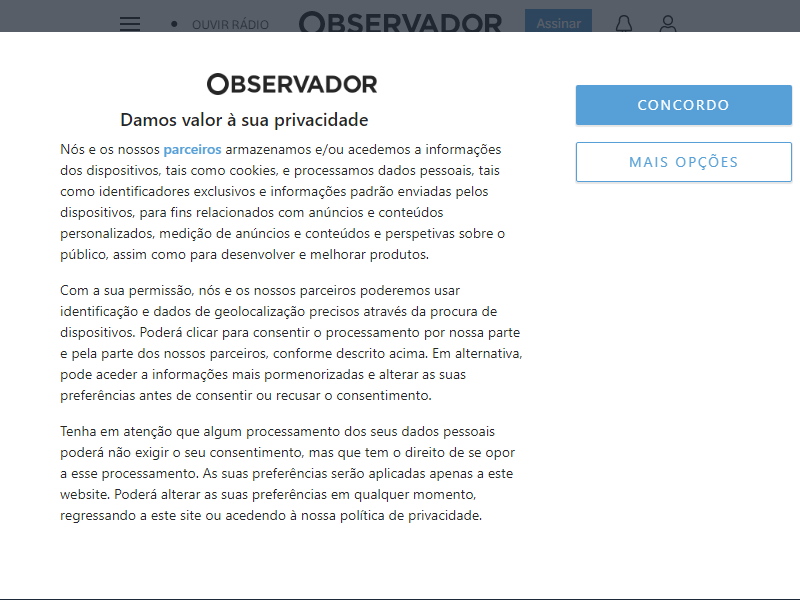 OUVIR RÁDIO
OBSERVADOR
Assinar
OBSERVADOR
Damos valor à sua privacidade
Nós e os nossos parceiros armazenamos e/ou acedemos a informações
dos dispositivos, tais como cookies, e processamos dados pessoais, tais
como identificadores exclusivos e informações padrão enviadas pelos
dispositivos, para fins relacionados com anúncios e conteúdos
personalizados, medição de anúncios e conteúdos e perspetivas sobre o
público, assim como para desenvolver e melhorar produtos.
Com a sua permissão, nós e os nossos parceiros poderemos usar
identificação e dados de geolocalização precisos através da procura de
dispositivos. Poderá clicar para consentir o processamento por nossa parte
e pela parte dos nossos parceiros, conforme descrito acima. Em alternativa,
pode aceder a informações mais pormenorizadas e alterar as suas
preferências antes de consentir ou recusar o consentimento.
Tenha em atenção que algum processamento dos seus dados pessoais
poderá não exigir o seu consentimento, mas que tem o direito de se opor
a esse processamento. As suas preferências serão aplicadas apenas a este
website. Poderá alterar as suas preferências em qualquer momento,
regressando a este site ou acedendo à nossa política de privacidade.
CONCORDO
MAIS OPÇÕES